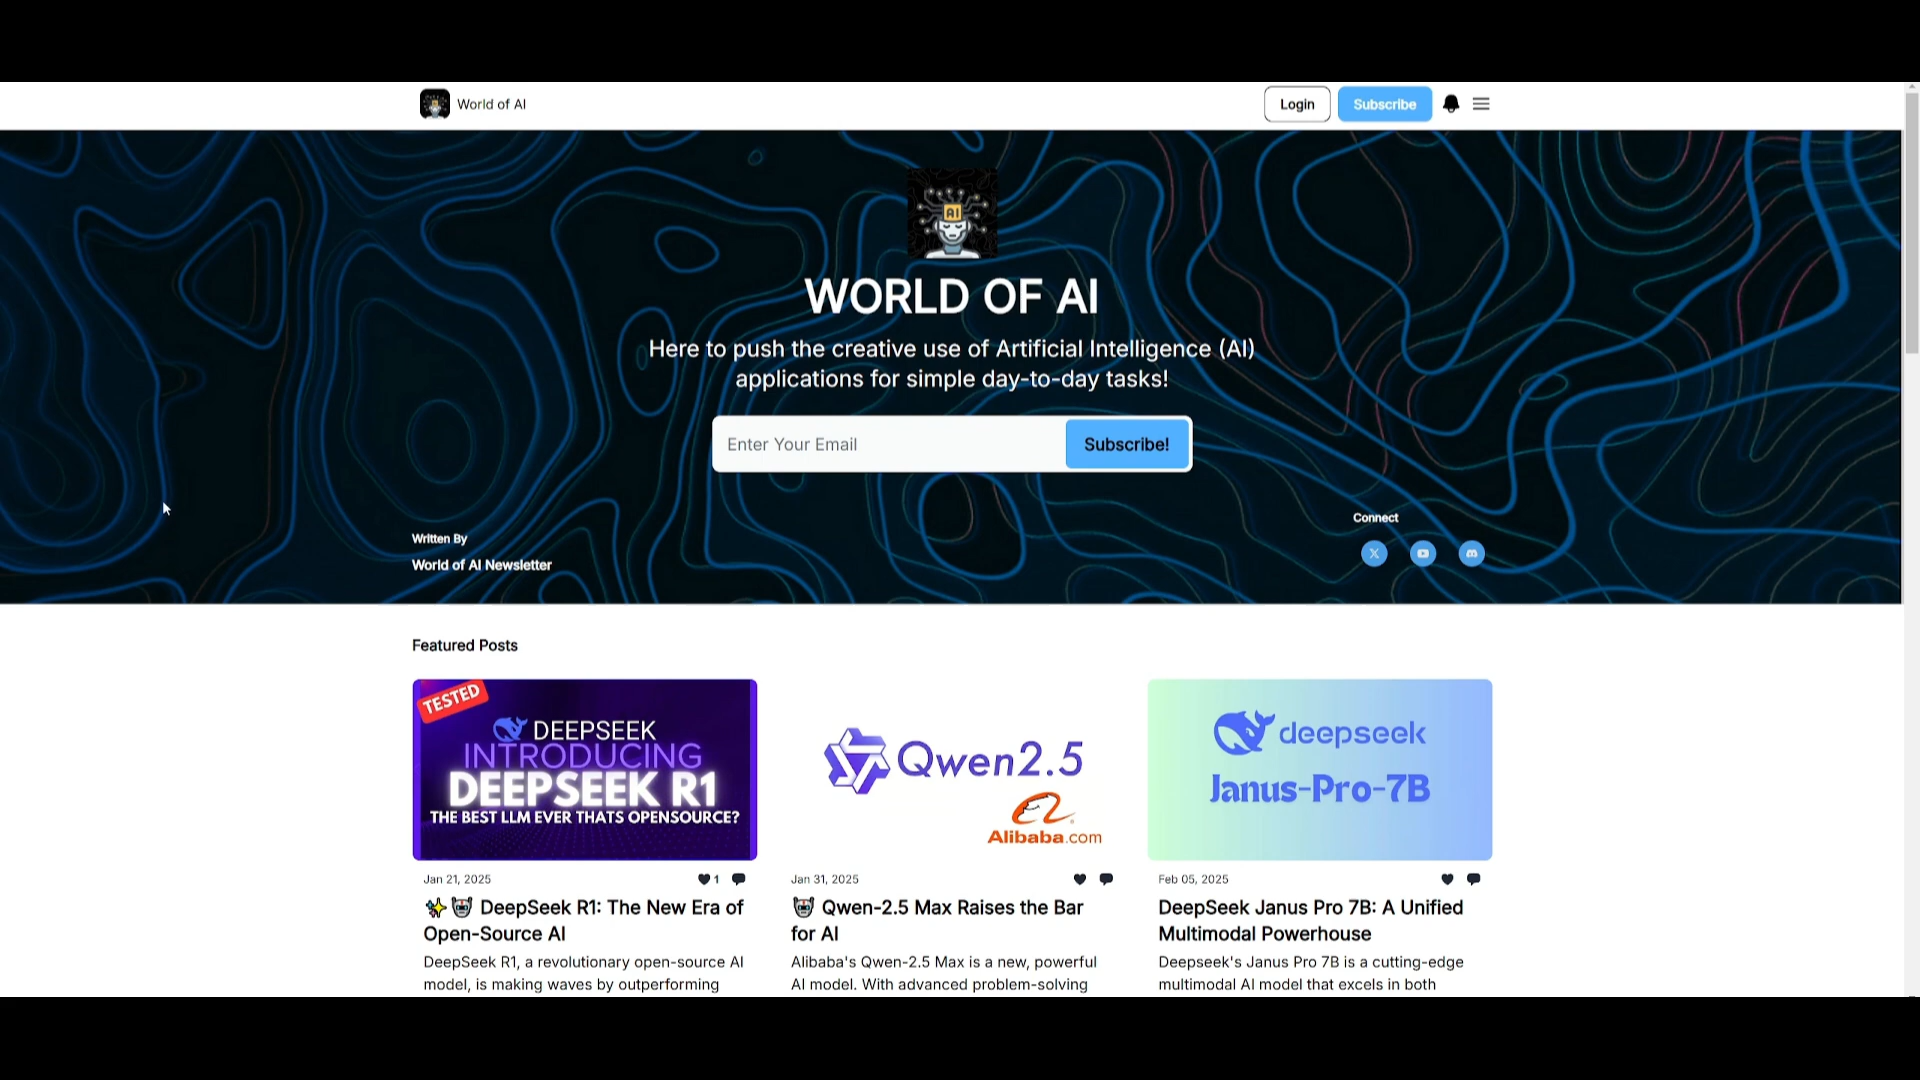 World of AI
Login
Subscribe
AI
WORLD OF AI
Here to push the creative use of Artificial Intelligence (AI)
applications for simple day-to-day tasks!
Enter Your Email
Subscribe!
Connect
Written By
World of AI Newsletter
Featured Posts
TESTED
DEEPSEEK
INTRODUCING
DEEPSEEK R1
THE BEST LLM EVER THATS OPENSOURCE?
Jan 21, 2025
1
✨🤖 DeepSeek R1: The New Era of
Open-Source AI
DeepSeek R1, a revolutionary open-source AI
model, is making waves by outperforming
Qwen2.5
Alibaba.com
Jan 31, 2025
🤖 Qwen-2.5 Max Raises the Bar
for AI
Alibaba's Qwen-2.5 Max is a new, powerful
AI model. With advanced problem-solving
deepseek
Janus-Pro-7B
Feb 05, 2025
DeepSeek Janus Pro 7B: A Unified
Multimodal Powerhouse
Deepseek's Janus Pro 7B is a cutting-edge
multimodal AI model that excels in both